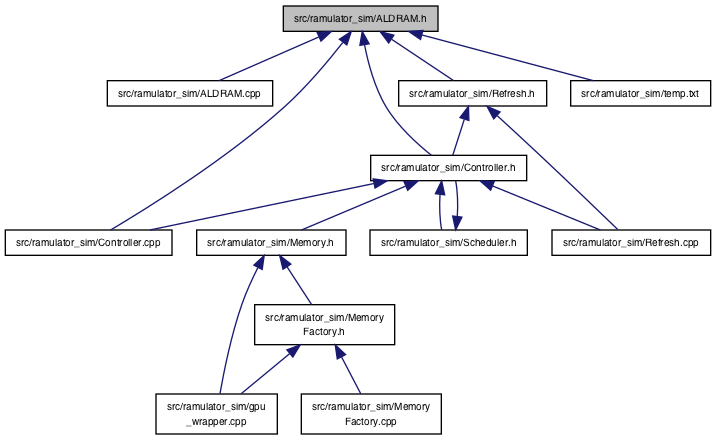 src/ramulator_sim/ALDRAM.h
src/ramulator_sim/ALDRAM.cpp
src/ramulator_sim/Refresh.h
src/ramulator_sim/temp.txt
src/ramulator_sim/Controller.h
src/ramulator_sim/Controller.cpp
src/ramulator_sim/Memory.h
src/ramulator_sim/Scheduler.h
src/ramulator_sim/Refresh.cpp
src/ramulator_sim/Memory
Factory.h
src/ramulator_sim/gpu
_wrapper.cpp
src/ramulator_sim/Memory
Factory.cpp